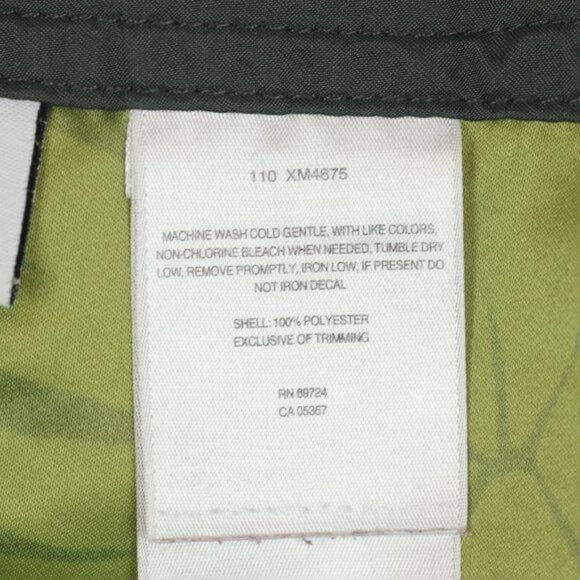 110 XM4675
MACHINE WASH COLD GENTLE, WITH LIKE COLORS,
NON-CHLORINE BLEACH WHEN NEEDED, TUMBLE DRY
LOW, REMOVE PROMPTLY, IRON LOW, IF PRESENT DO
NOT IRON DECAL
SHELL: 100% POLYESTER
EXCLUSIVE OF TRIMMING
RN 69724
CA 05367